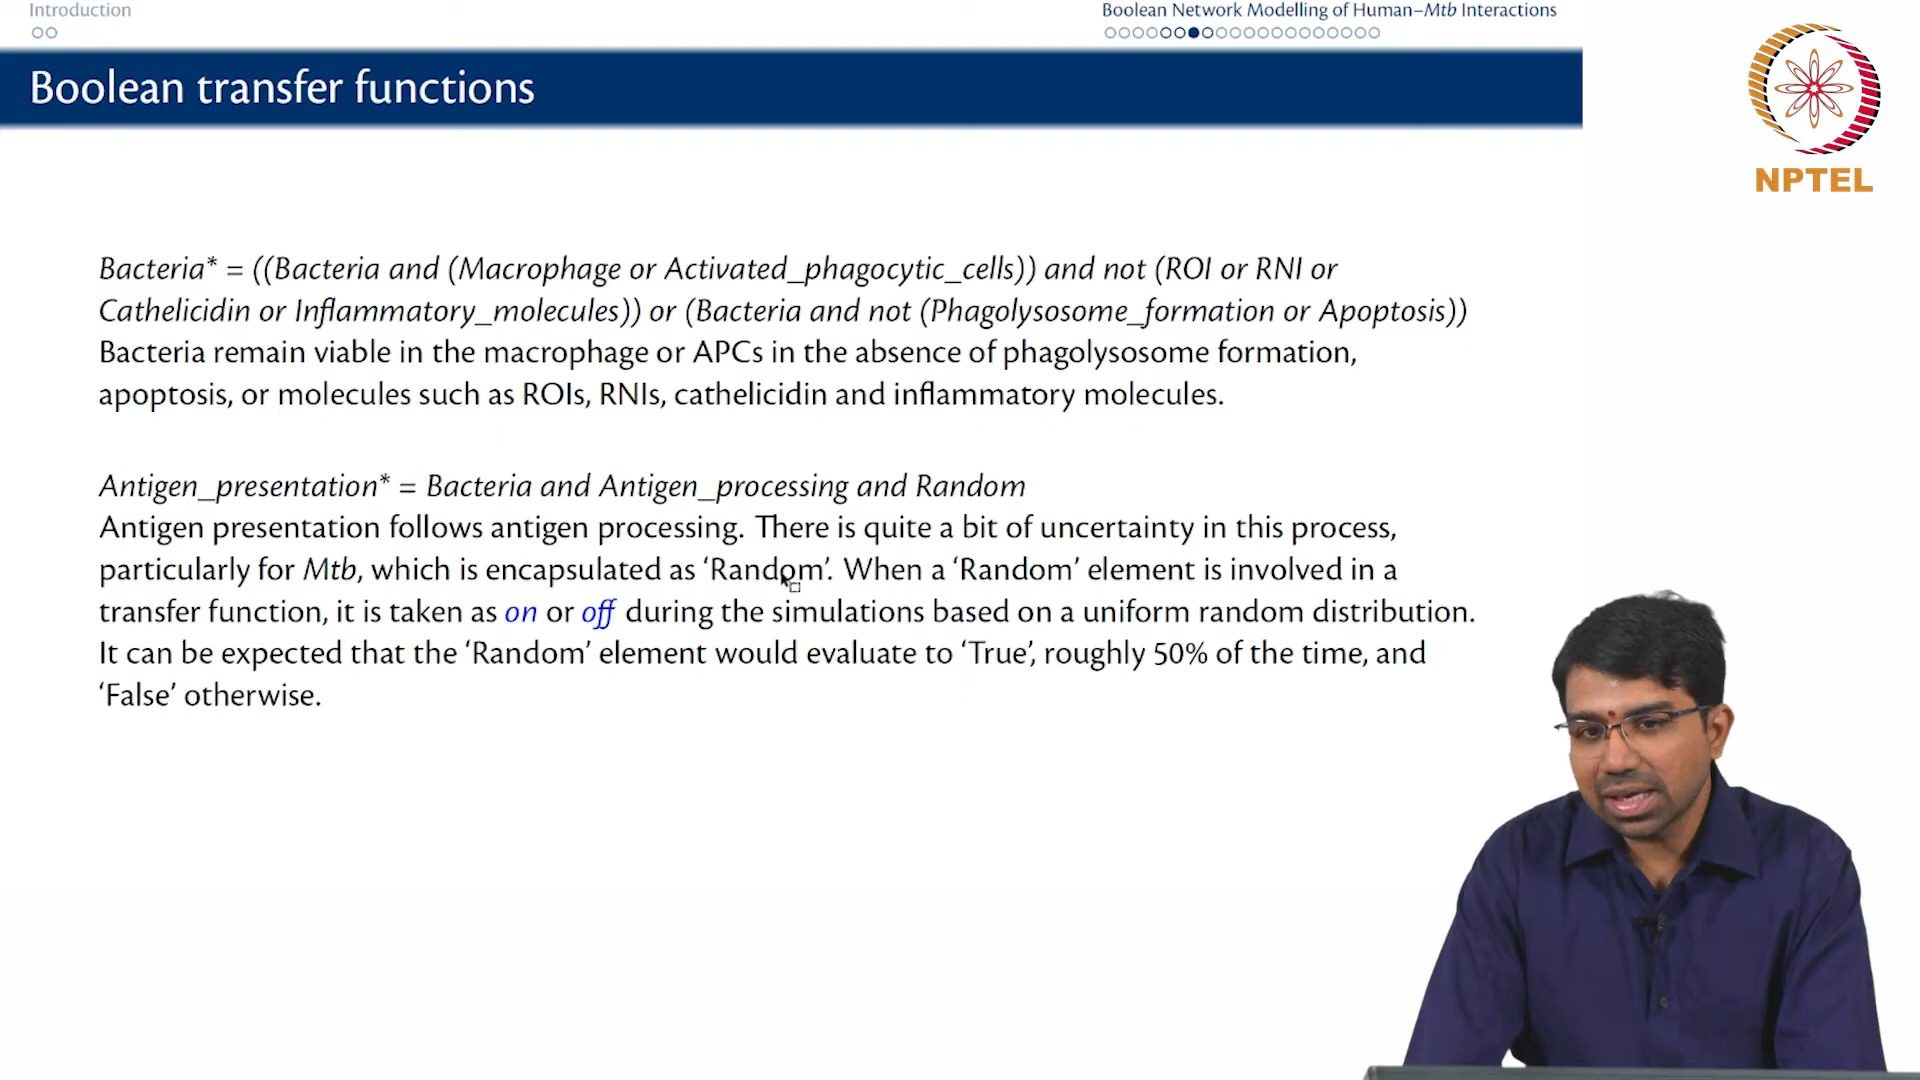 Introduction
Boolean Network Modelling of Human–Mtb Interactions
Boolean transfer functions
NPTEL
Bacteria* = ((Bacteria and (Macrophage or Activated_phagocytic_cells)) and not (ROI or RNI or
Cathelicidin or Inflammatory_molecules)) or (Bacteria and not (Phagolysosome_formation or Apoptosis))
Bacteria remain viable in the macrophage or APCs in the absence of phagolysosome formation,
apoptosis, or molecules such as ROIs, RNIs, cathelicidin and inflammatory molecules.
Antigen_presentation* = Bacteria and Antigen_processing and Random
Antigen presentation follows antigen processing. There is quite a bit of uncertainty in this process,
particularly for Mtb, which is encapsulated as ‘Random’. When a ‘Random’ element is involved in a
transfer function, it is taken as on or off during the simulations based on a uniform random distribution.
It can be expected that the ‘Random’ element would evaluate to ‘True’, roughly 50% of the time, and
‘False’ otherwise.